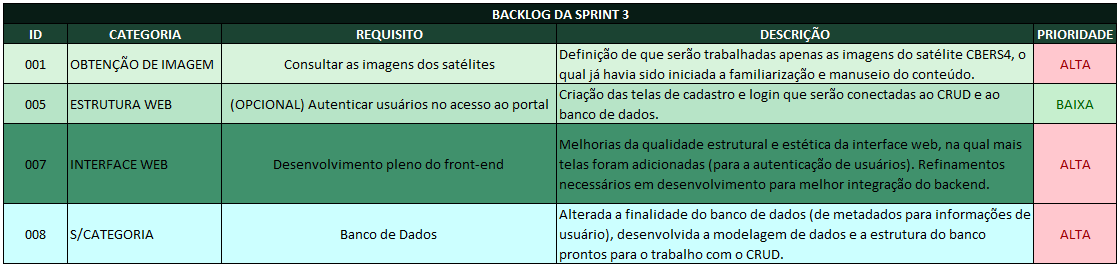 BACKLOG DA SPRINT 3
ID CATEGORIA REQUISITO DESCRIÇÃO PRIORIDADE
001 OBTENÇÃO DE IMAGEM Consultar as imagens dos satélites Definição de que serão trabalhadas apenas as imagens do satélite CBERS4, o
qual já havia sido iniciada a familiarização e manuseio do conteúdo. ALTA
005 ESTRUTURA WEB (OPCIONAL) Autenticar usuários no acesso ao portal Criação das telas de cadastro e login que serão conectadas ao CRUD e ao
banco de dados. BAIXA
007 INTERFACE WEB Desenvolvimento pleno do front-end Melhorias da qualidade estrutural e estética da interface web, na qual mais
telas foram adicionadas (para a autenticação de usuários). Refinamentos
necessários em desenvolvimento para melhor integração do backend. ALTA
008 S/CATEGORIA Banco de Dados Alterada a finalidade do banco de dados (de metadados para informações de
usuário), desenvolvida a modelagem de dados e a estrutura do banco
prontos para o trabalho com o CRUD. ALTA